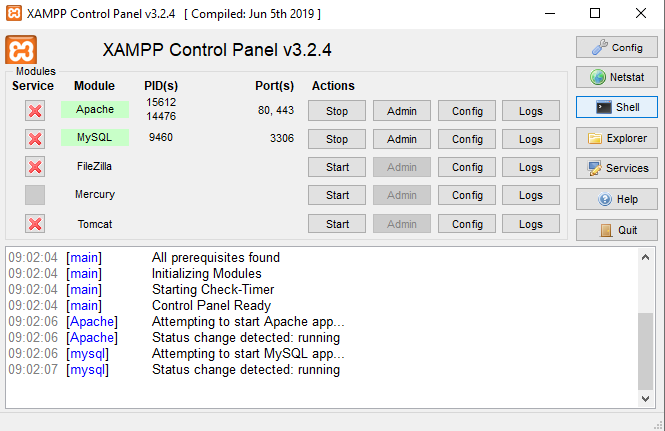 XAMPP Control Panel v3.2.4 [ Compiled: Jun 5th 2019 ]
XAMPP Control Panel v3.2.4
Config
Modules
Service Module PID(s) Port(s) Actions
Netstat
Apache 15612 14476 80, 443 Stop Admin Config Logs
Shell
MySQL 9460 3306 Stop Admin Config Logs
Explorer
FileZilla Start Admin Config Logs
Services
Mercury Start Admin Config Logs
Help
Tomcat Start Admin Config Logs
Quit
09:02:04 [main] All prerequisites found
09:02:04 [main] Initializing Modules
09:02:04 [main] Starting Check-Timer
09:02:04 [main] Control Panel Ready
09:02:06 [Apache] Attempting to start Apache app...
09:02:06 [Apache] Status change detected: running
09:02:06 [mysql] Attempting to start MySQL app...
09:02:07 [mysql] Status change detected: running